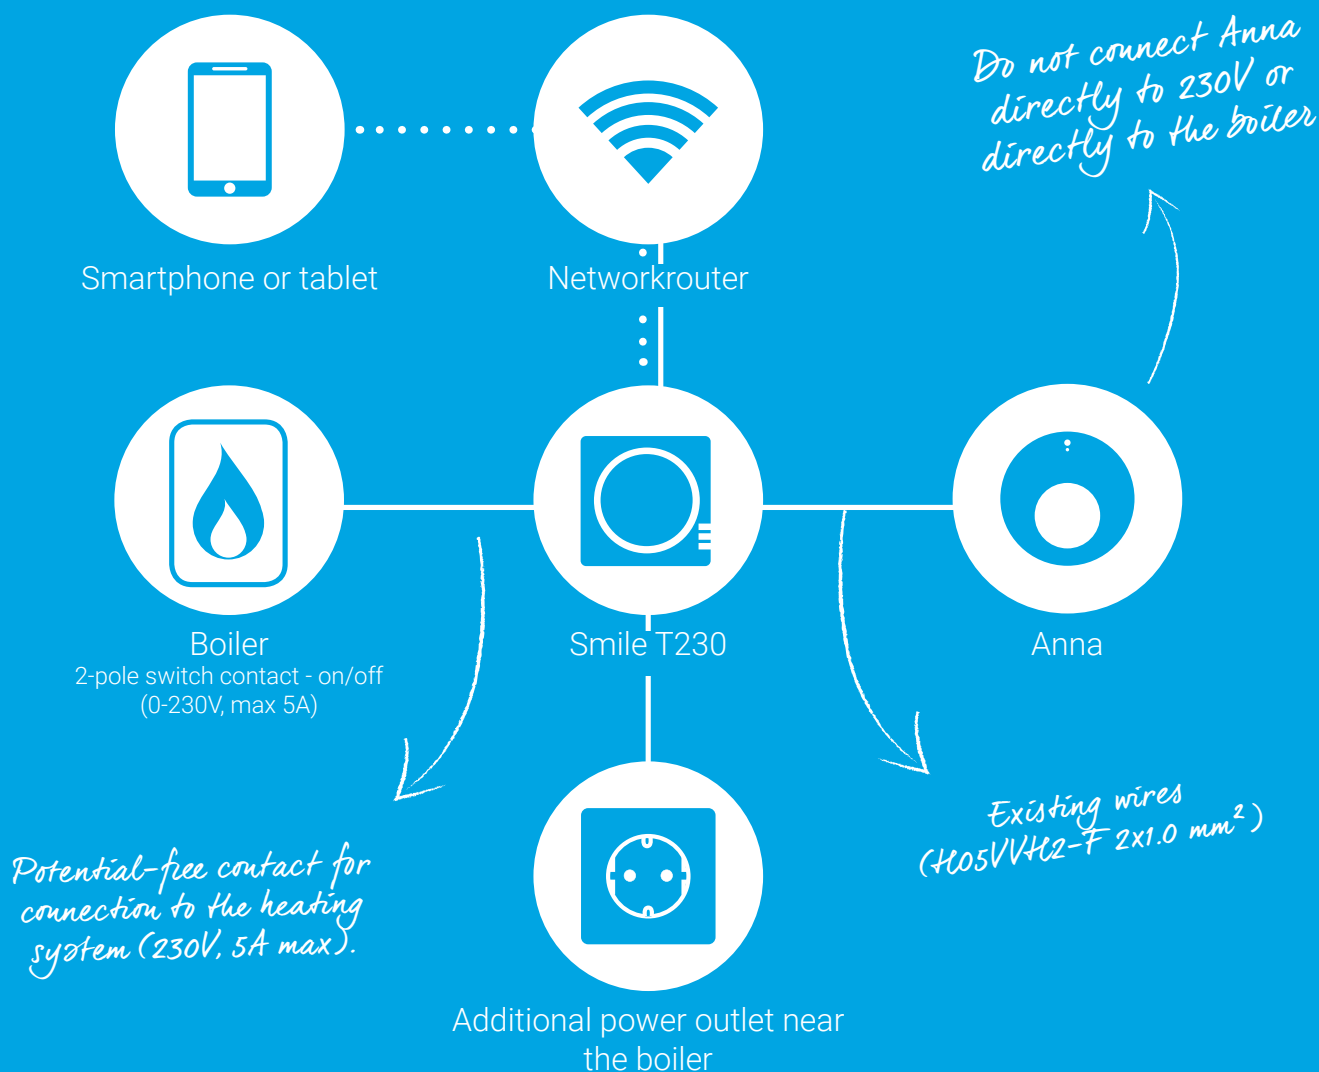 Do not connect Anna
directly to 230V or
directly to the boiler
Smartphone or tablet
Networkrouter
Boiler
2-pole switch contact - on/off
(0-230V, max 5A)
Smile T230
Anna
Existing wires
(H05VVH2-F 2x1.0 mm²)
Potential-free contact for
connection to the heating
system (230V, 5A max).
Additional power outlet near
the boiler